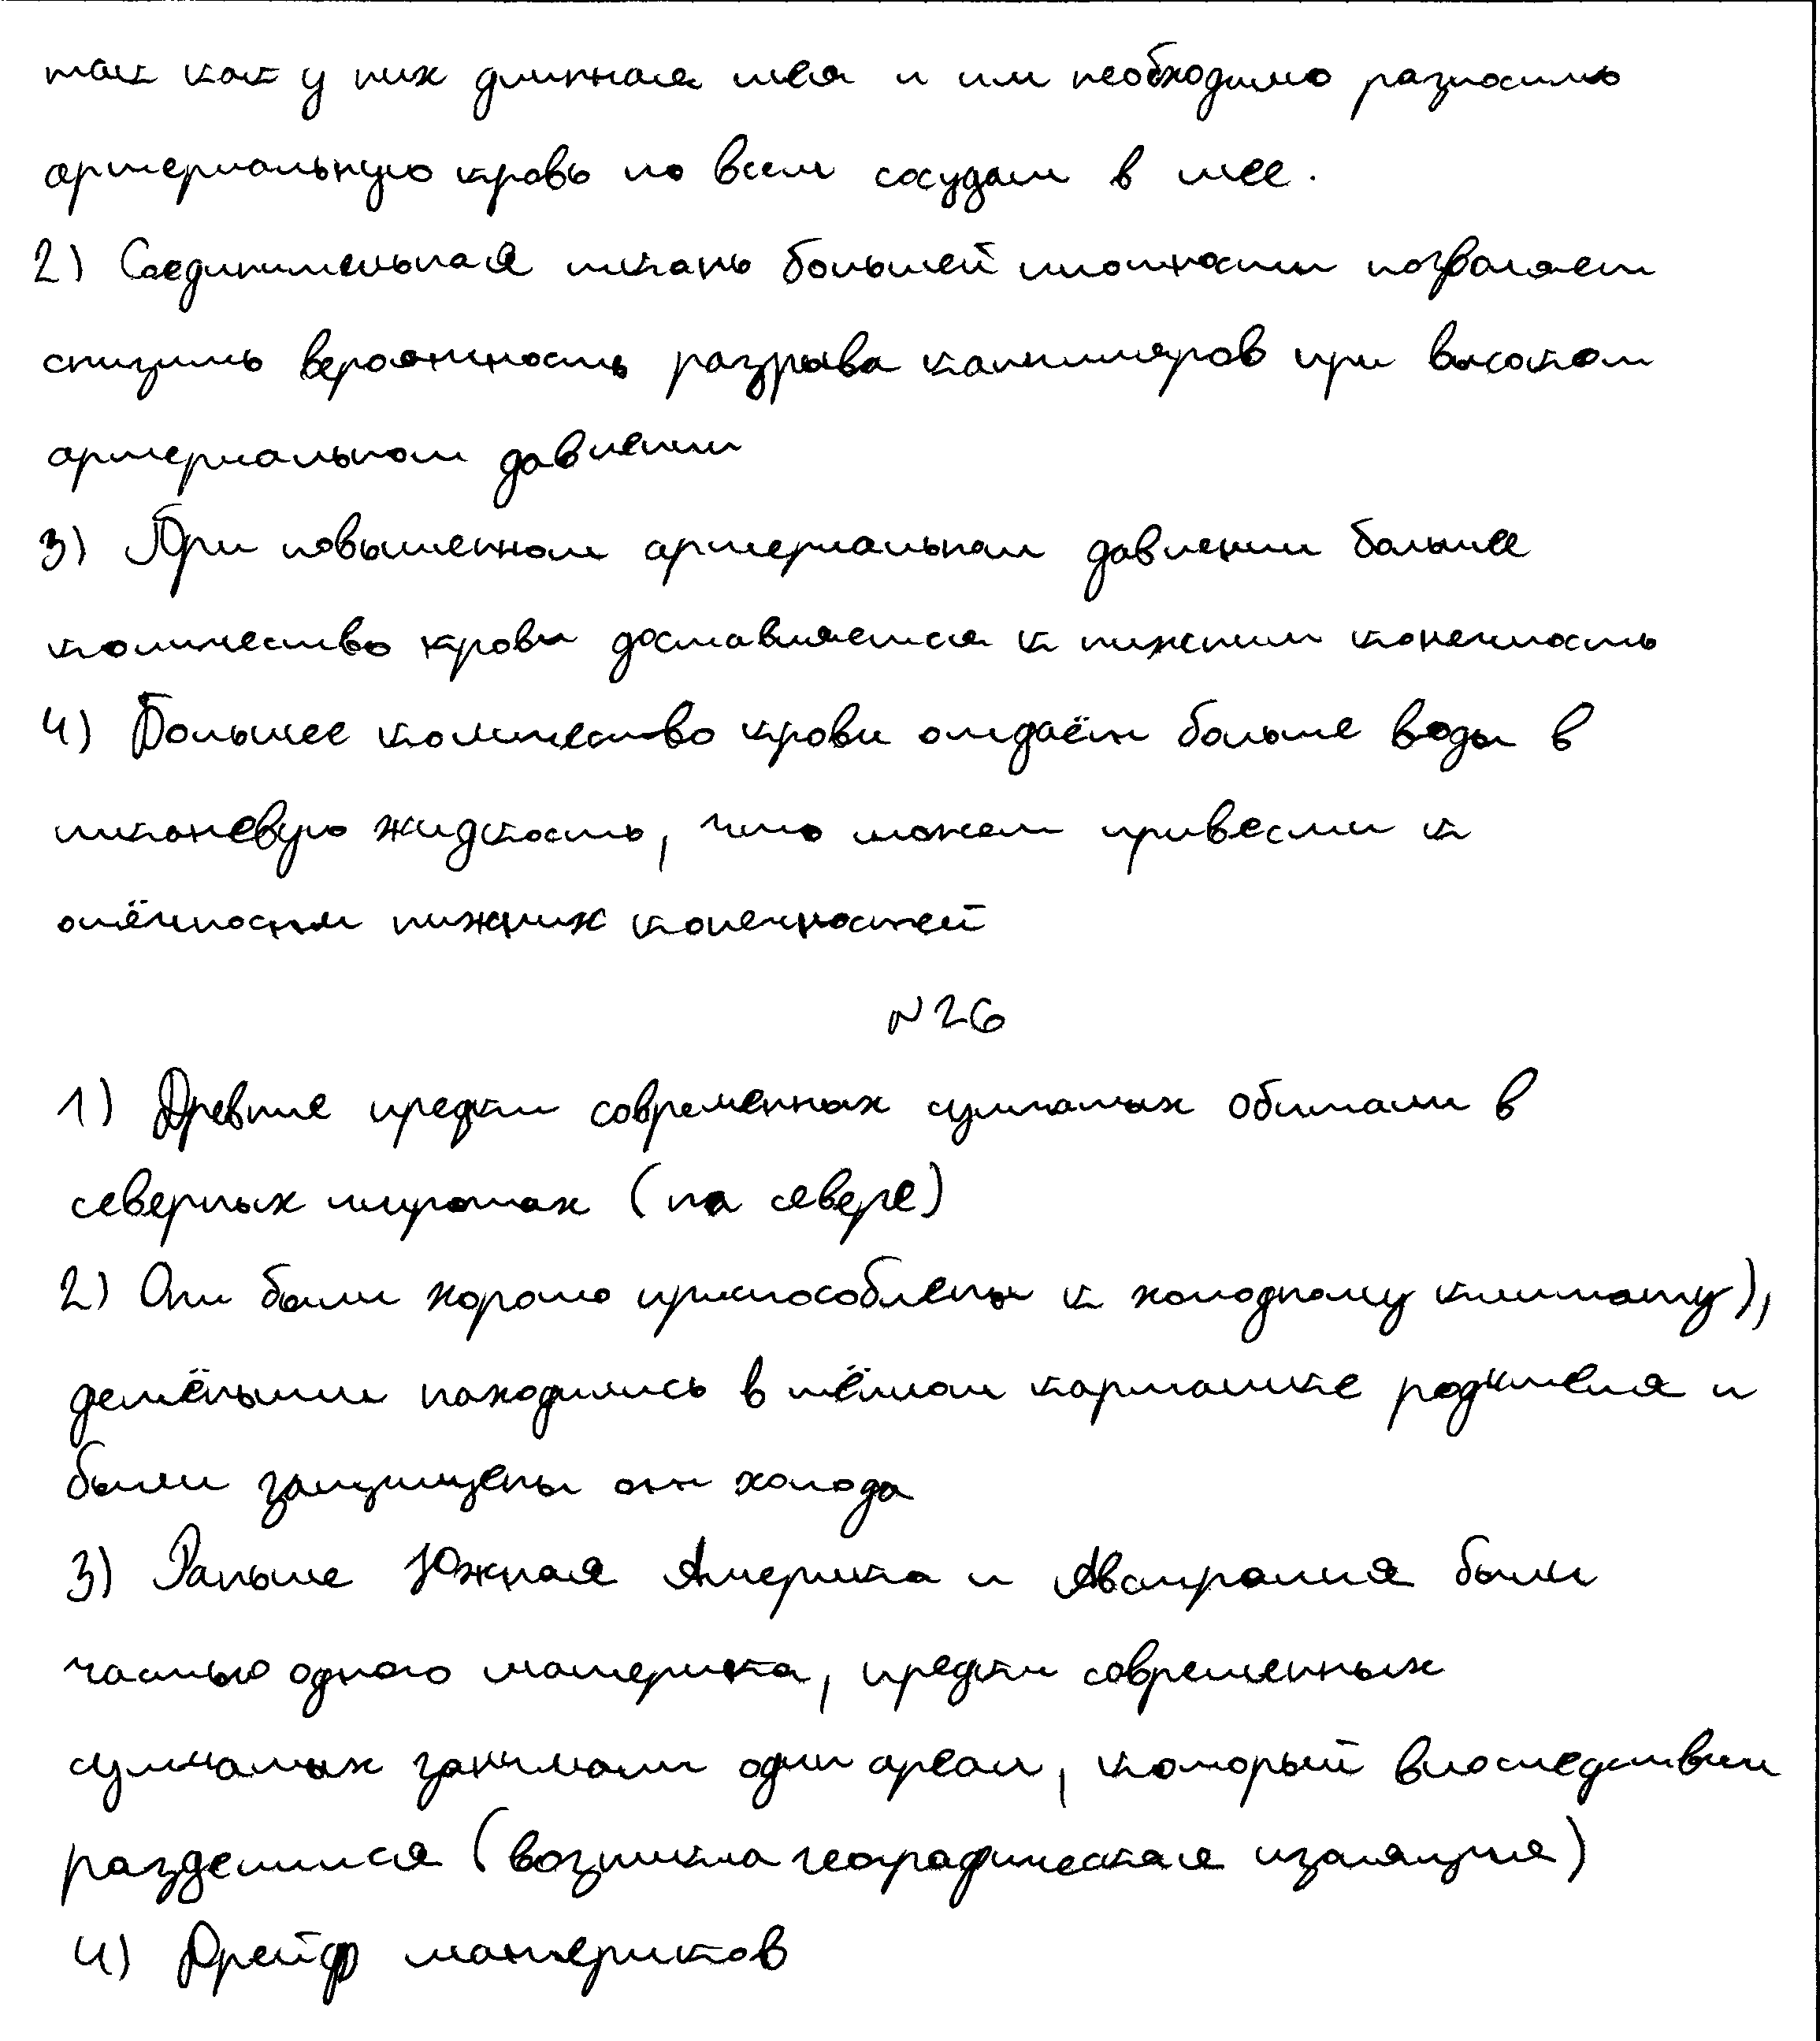 так как у них длинная шея и им необходимо разносить
артериальную кровь по всем сосудам в шее.
2) Соединительная ткань большей плотности позволяет
снизить вероятность разрыва капилляров при высоком
артериальном давлении
3) При повышенном артериальном давлении большее
количество крови доставляется к нижним конечность
4) Большее количество крови отдаёт больше воды в
тканевую жидкость, что может привести к
отёчности нижних конечностей
№26
1) Древние предки современных сумчатых обитали в
северных широтах (на севере)
2) Они были хорошо приспособлены к холодному климату),
детёныши находились в тёплом кармашке родителя и
были защищены от холода
3) Раньше Южная Америка и Австралия были
частью одного материка, предки современных
сумчатых занимали один ареал, который впоследствии
разделился (возникла географическая изоляция)
4) Дрейф материков